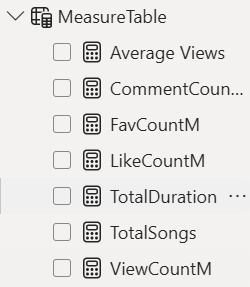 MeasureTable
Average Views
CommentCoun...
FavCountM
LikeCountM
TotalDuration ...
TotalSongs
ViewCountM